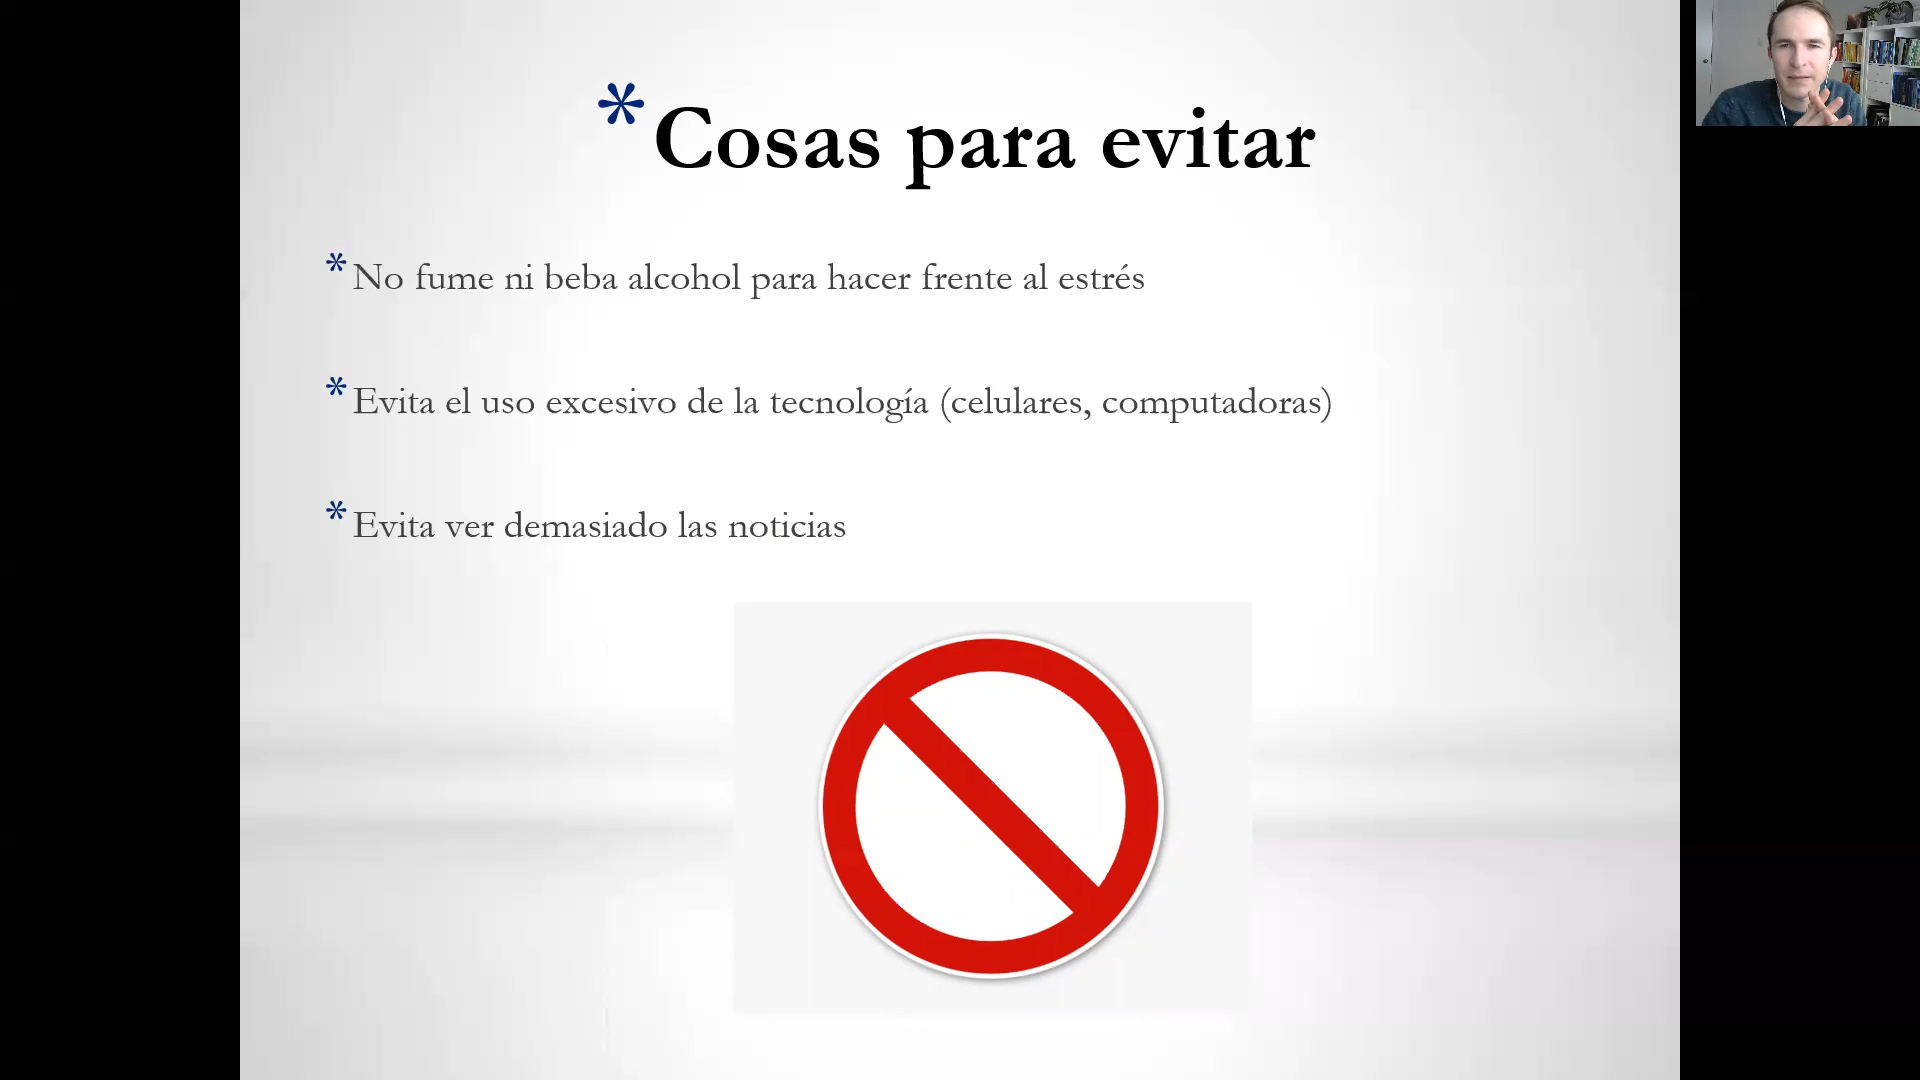 * Cosas para evitar
* No fume ni beba alcohol para hacer frente al estrés
* Evita el uso excesivo de la tecnología (celulares, computadoras)
* Evita ver demasiado las noticias